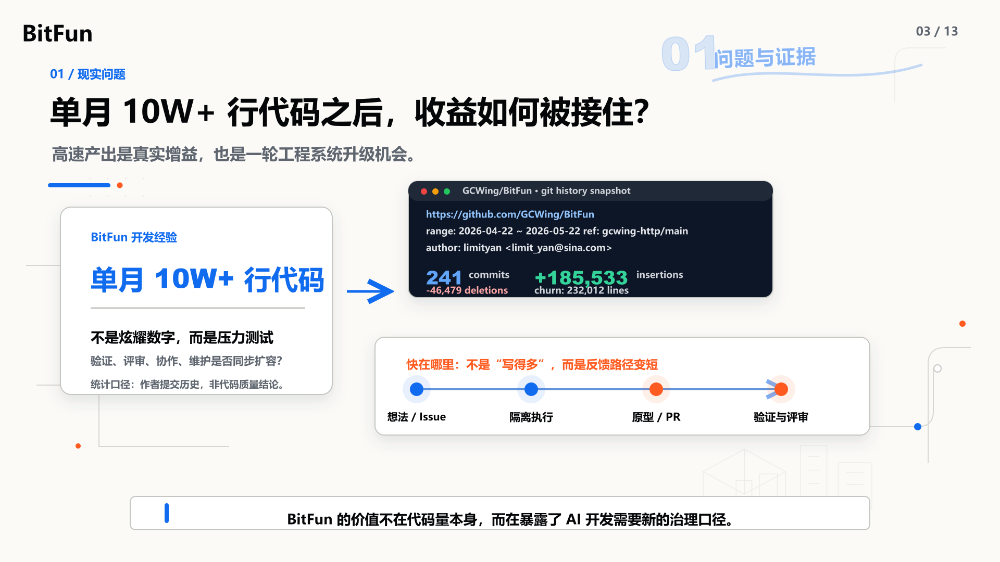 BitFun
03 / 13
01 问题与证据
01 / 现实问题
单月 10W+ 行代码之后，收益如何被接住？
高速产出是真实增益，也是一轮工程系统升级机会。
BitFun 开发经验
单月 10W+ 行代码
不是炫耀数字，而是压力测试
验证、评审、协作、维护是否同步扩容？
统计口径：作者提交历史，非代码质量结论。
GCWing/BitFun • git history snapshot
https://github.com/GCWing/BitFun
range: 2026-04-22 ~ 2026-05-22 ref: gcwing-http/main
author: limityan <limit_yan@sina.com>
241 commits +185,533 insertions
-46,479 deletions churn: 232,012 lines
快在哪里：不是“写得多”，而是反馈路径变短
想法 / Issue 隔离执行 原型 / PR 验证与评审
BitFun 的价值不在代码量本身，而在暴露了 AI 开发需要新的治理口径。